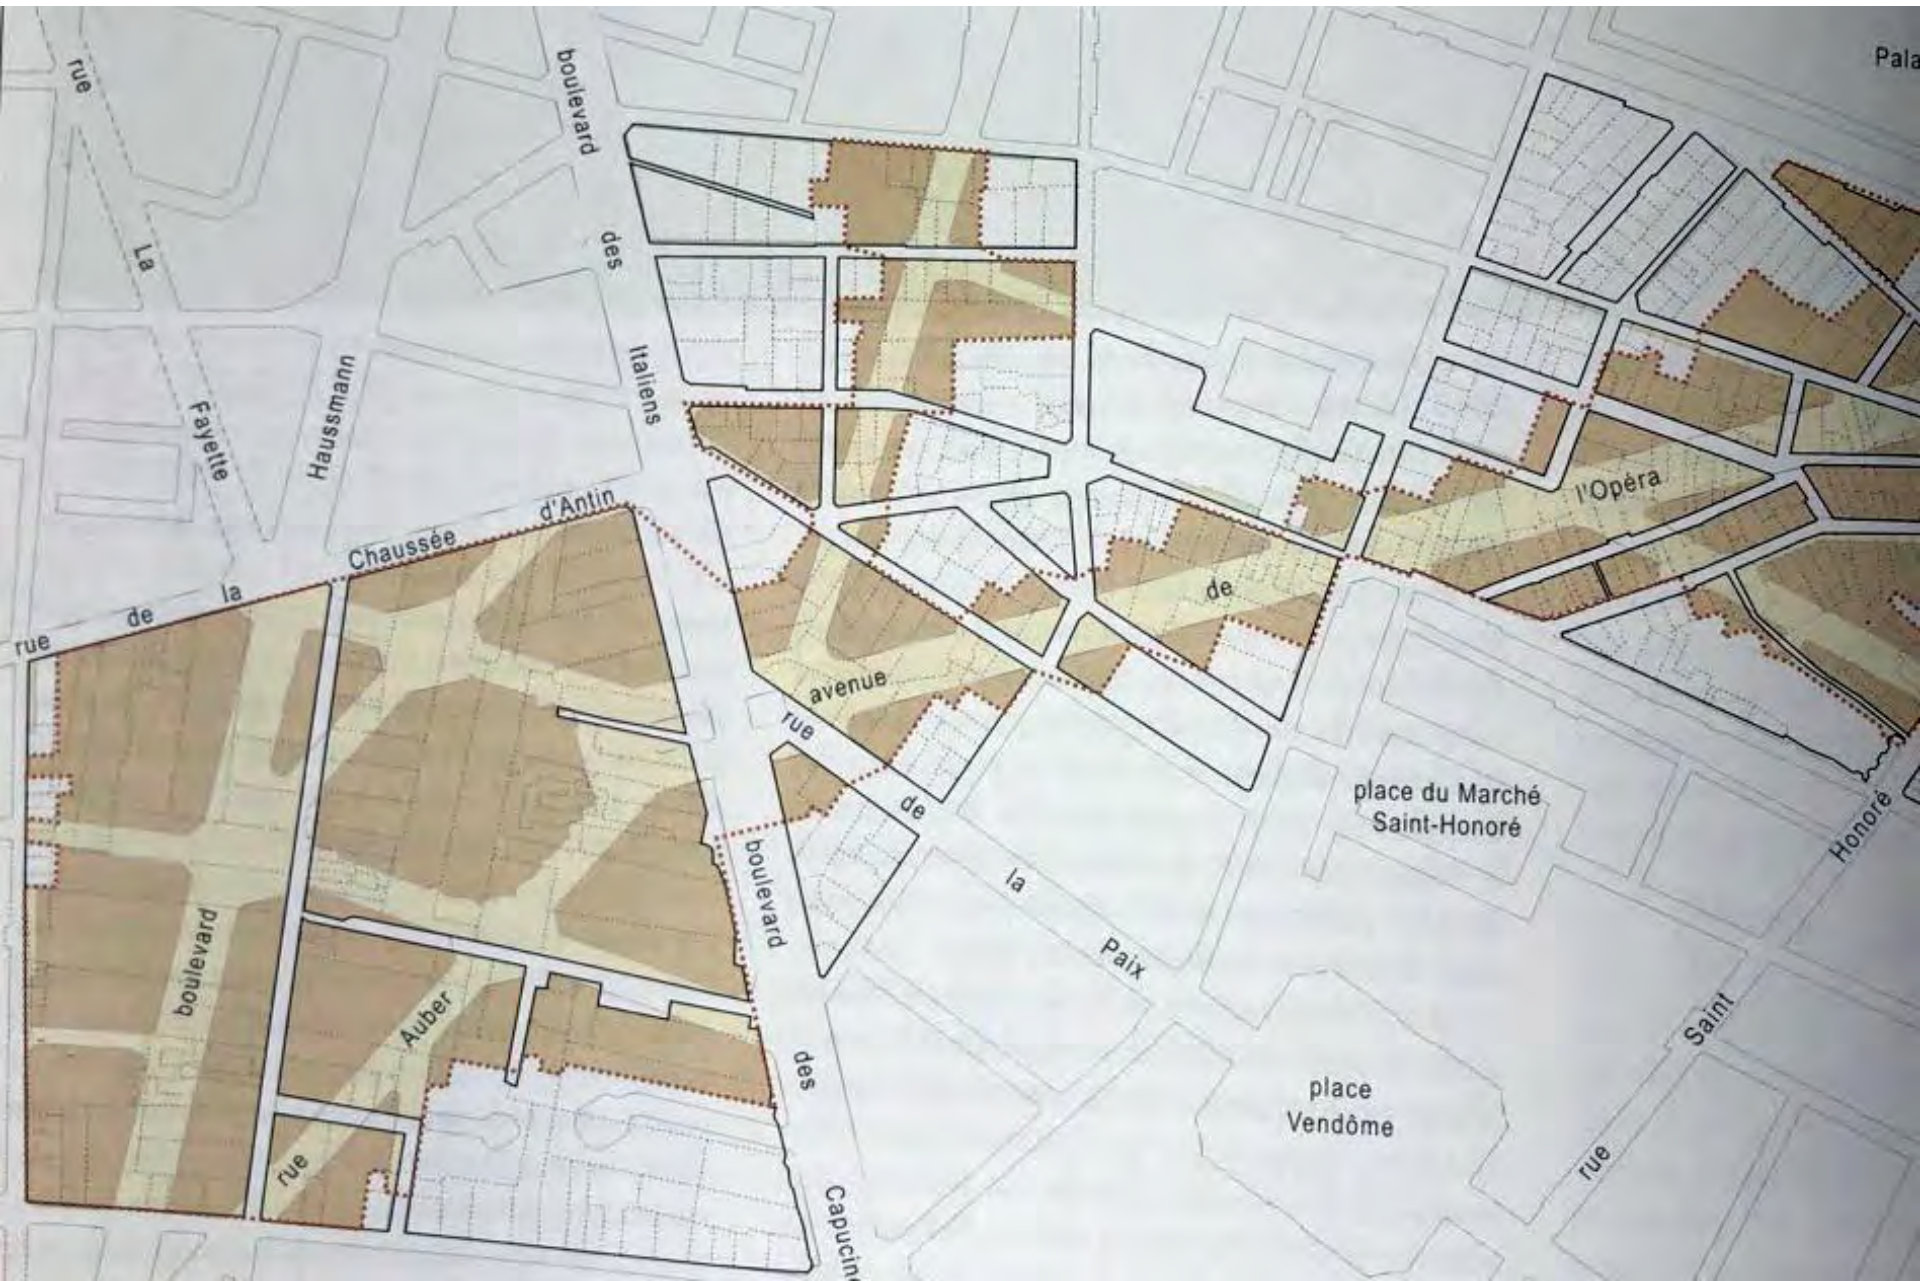 rue
La
Fayette
Haussmann
boulevard
des
Italiens
Pala
rue
de
la
Chaussée
d'Antin
avenue
de
l'Opéra
rue
de
la
Paix
boulevard
des
Capucine
boulevard
rue
Auber
place du Marché
Saint-Honoré
place
Vendôme
rue
Saint
Honoré